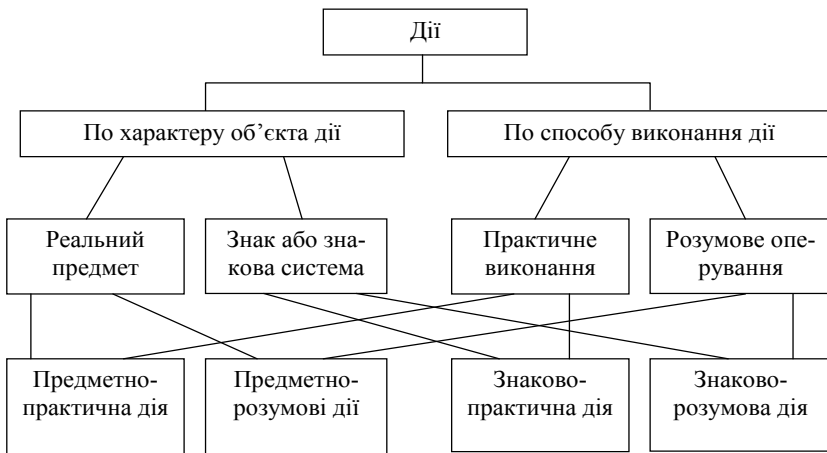 Дії
По характеру об’єкта дії
По способу виконання дії
Реальний
предмет
Знак або зна-
кова система
Практичне
виконання
Розумове опе-
рування
Предметно-
практична дія
Предметно-
розумові дії
Знаково-
практична дія
Знаково-
розумова дія